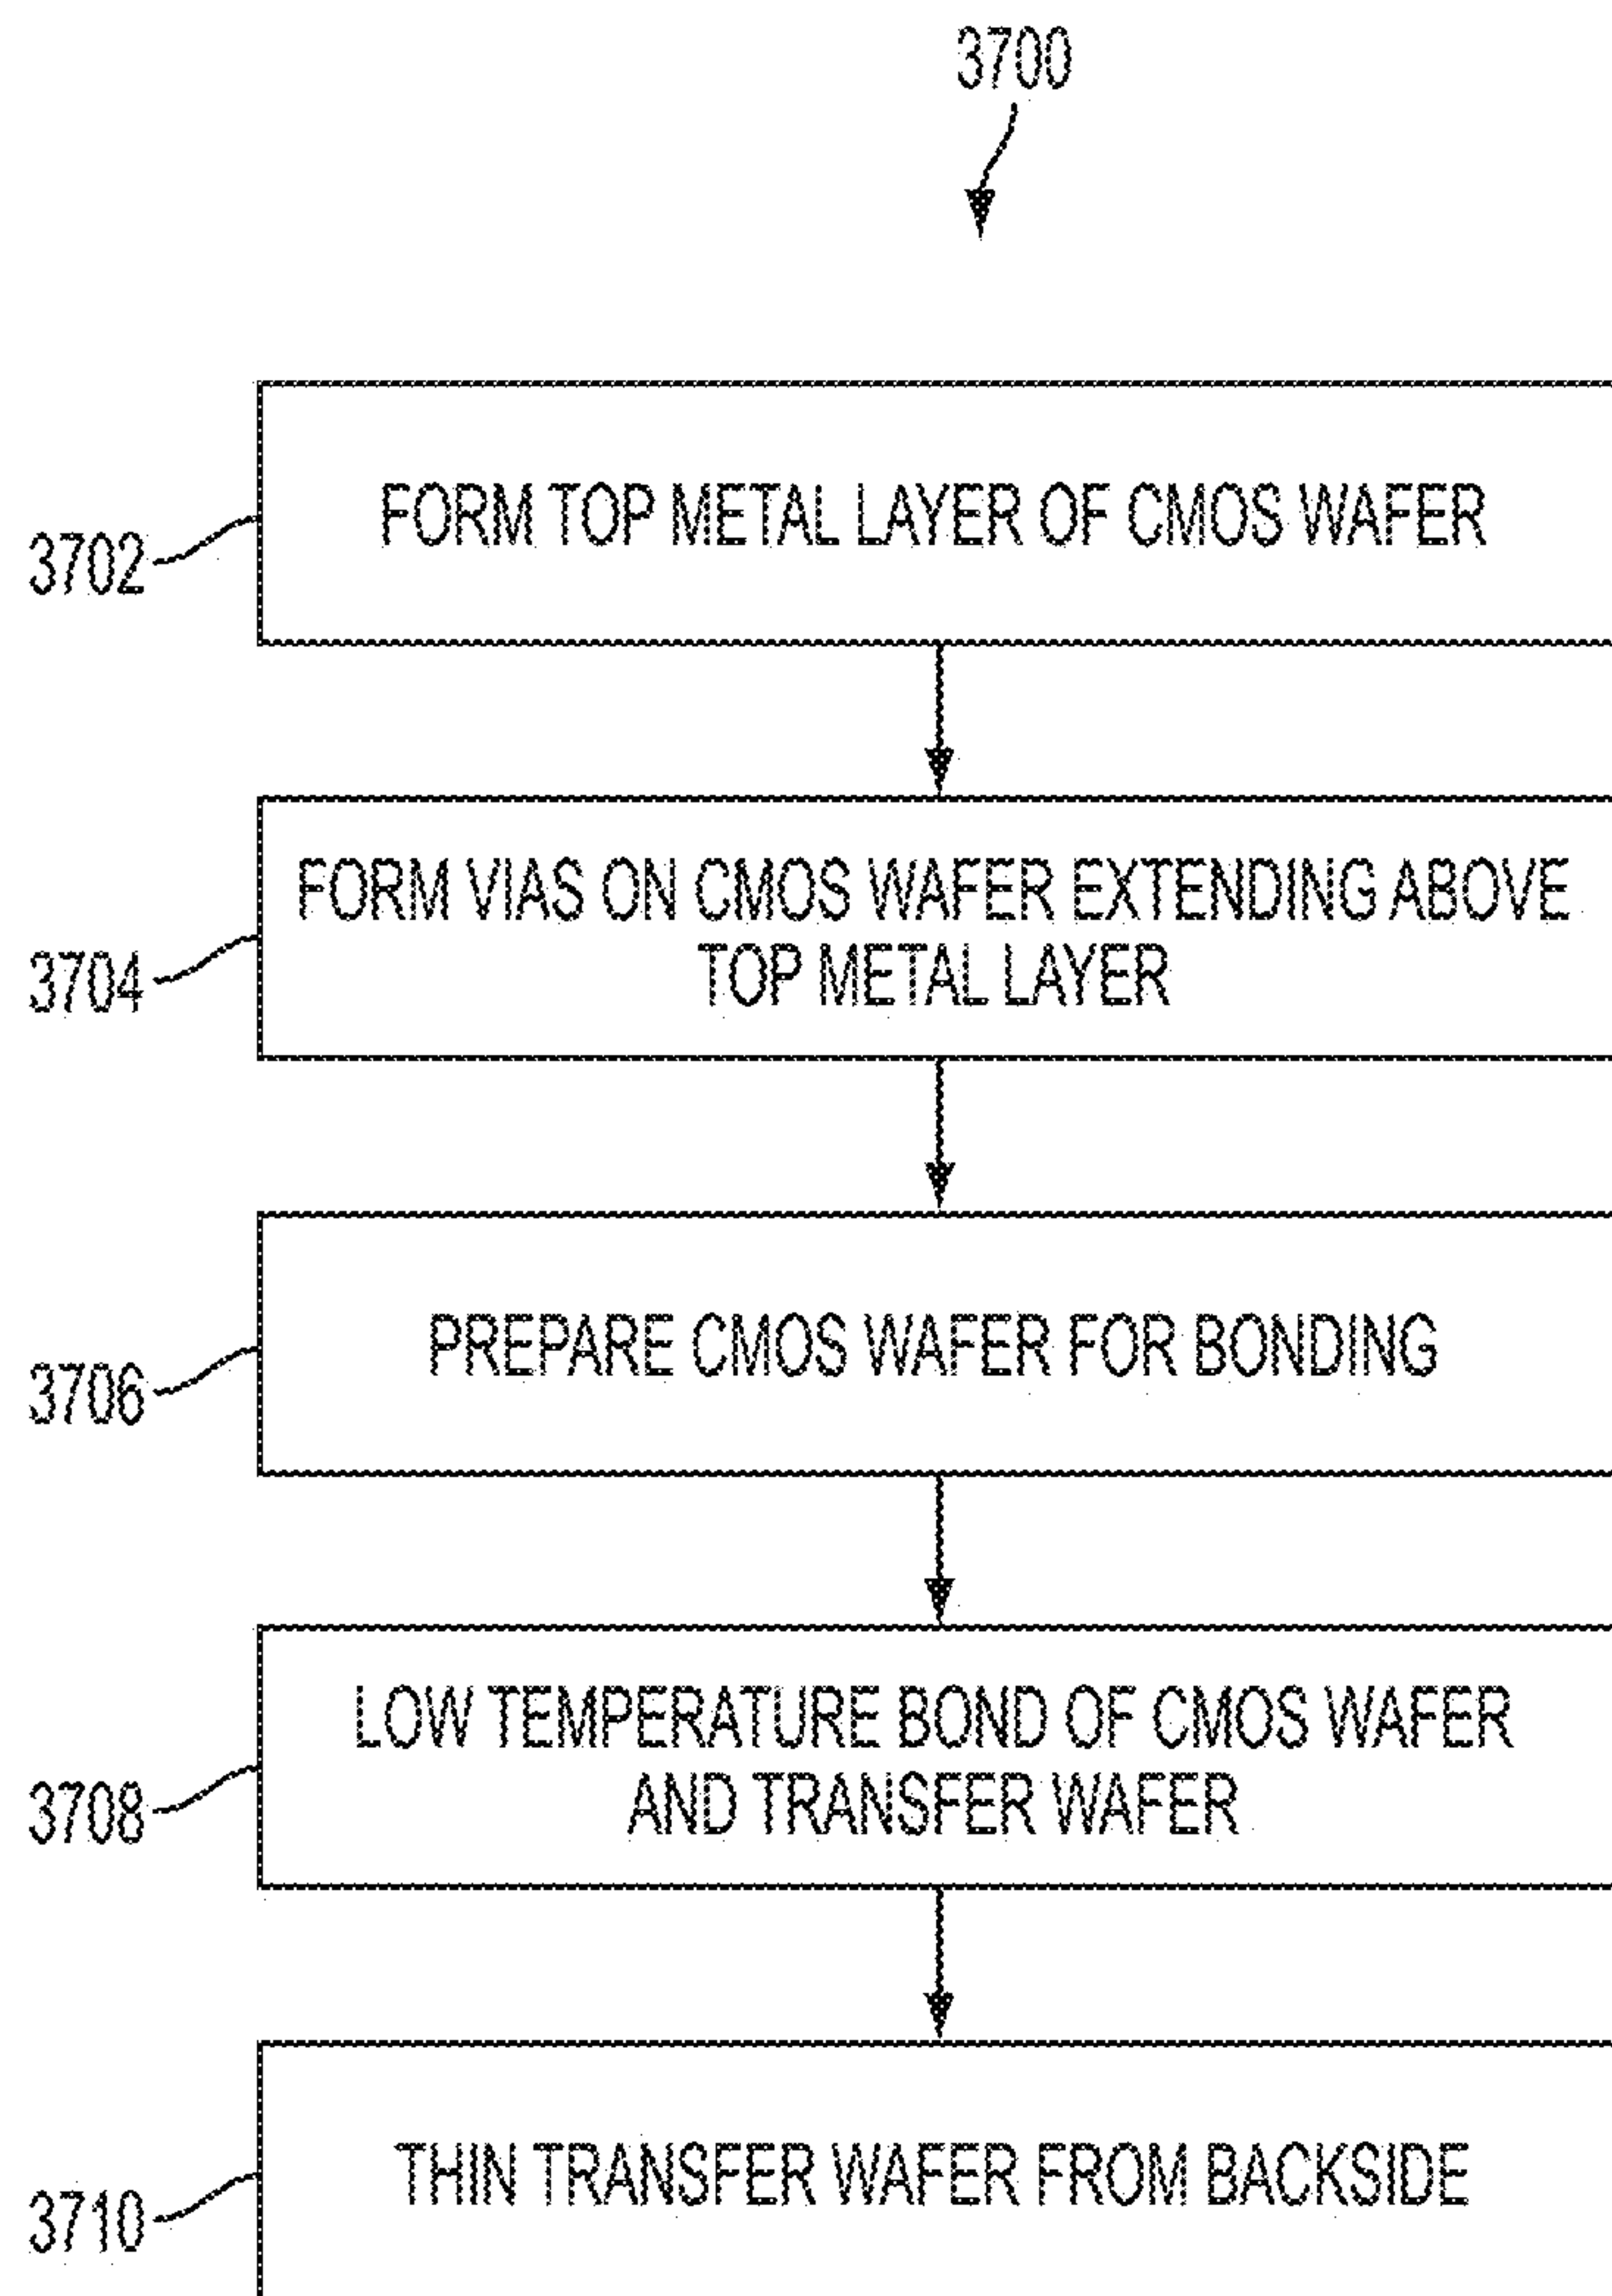 3700
FORM TOP METAL LAYER OF CMOS WAFER
3702
FORM VIAS ON CMOS WAFER EXTENDING ABOVE
TOP METAL LAYER
3704
PREPARE CMOS WAFER FOR BONDING
3706
LOW TEMPERATURE BOND OF CMOS WAFER
AND TRANSFER WAFER
3708
THIN TRANSFER WAFER FROM BACKSIDE
3710